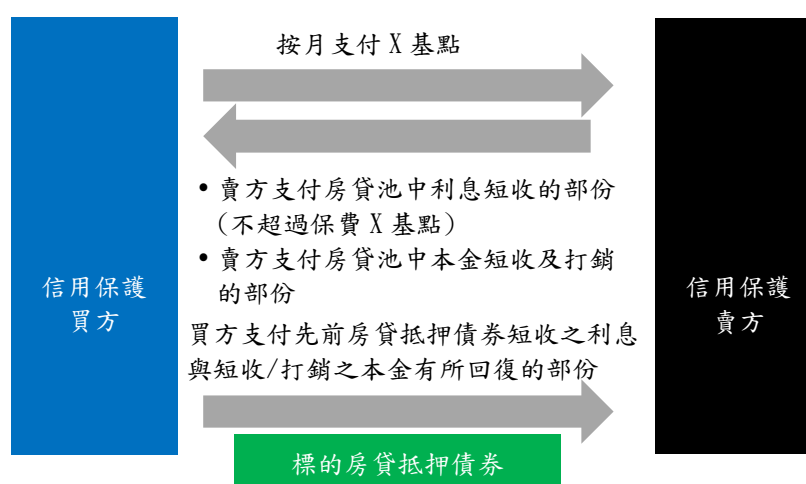 按月支付 X 基點
• 賣方支付房貸池中利息短收的部份
(不超過保費 X 基點)
• 賣方支付房貸池中本金短收及打銷
的部份
信用保護
買方
信用保護
賣方
買方支付先前房貸抵押債券短收之利息
與短收/打銷之本金有所回復的部份
標的房貸抵押債券